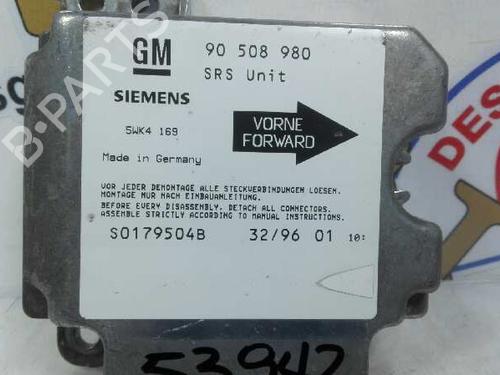 GM
90 508 980
SRS Unit
SIEMENS
5WK4 169
VORNE
FORWARD
Made in Germany
VOR JEDER DEMONTAGE ALLE STECKVERBINDUNGEN LOESEN.
MONTAGE NUR NACH EINBAUANLEITUNG.
BEFORE EVERY DISASSEMBLY, DETACH ALL CONNECTORS.
ASSEMBLE STRICTLY ACCORDING TO MANUAL INSTRUCTIONS.
S0179504B
32/96 01 10:
53942
B-PARTS
DES